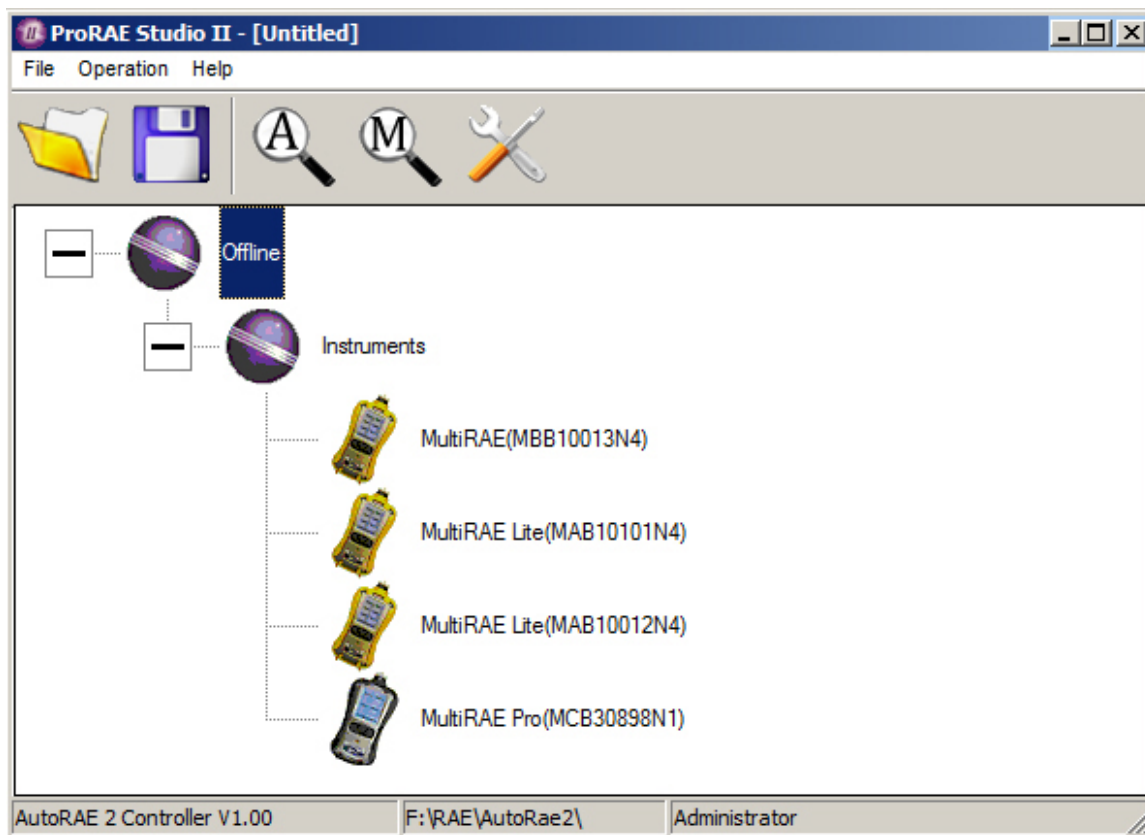 ProRAE Studio II - [Untitled]
File Operation Help
A M
Offline
Instruments
MultiRAE(MBB10013N4)
MultiRAE Lite(MAB10101N4)
MultiRAE Lite(MAB10012N4)
MultiRAE Pro(MCB30898N1)
AutoRAE 2 Controller V1.00 F:\RAE\AutoRae2\ Administrator